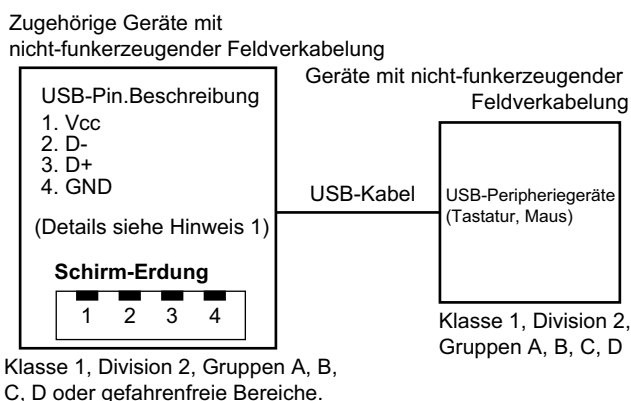 Zugehörige Geräte mit
nicht-funkerzeugender Feldverkabelung
USB-Pin.Beschreibung
1. Vcc
2. D-
3. D+
4. GND
(Details siehe Hinweis 1)
Schirm-Erdung
1 2 3 4
Klasse 1, Division 2, Gruppen A, B,
C, D oder gefahrenfreie Bereiche.
USB-Kabel
Geräte mit nicht-funkerzeugender
Feldverkabelung
USB-Peripheriegeräte
(Tastatur, Maus)
Klasse 1, Division 2,
Gruppen A, B, C, D